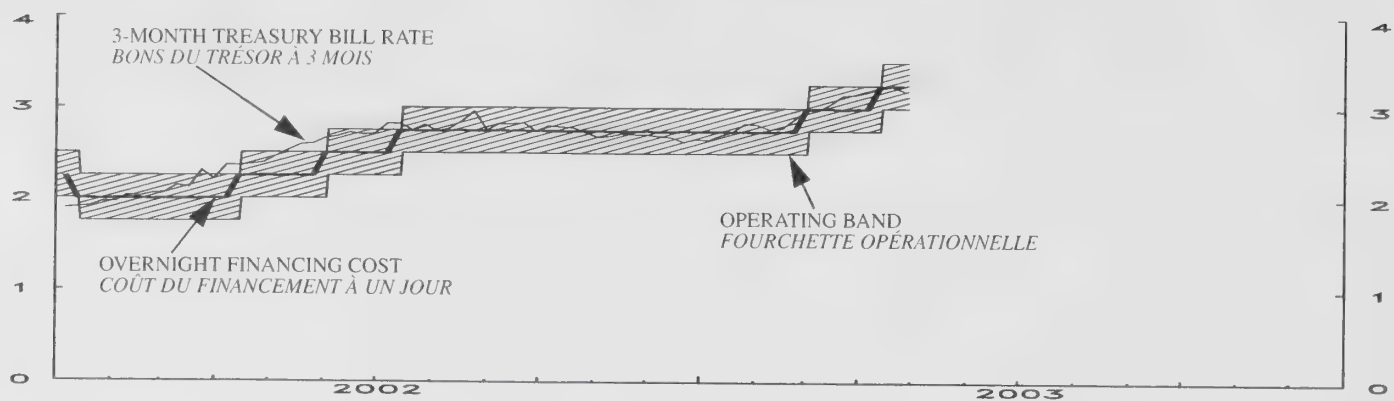 4
3
2
1
0
3-MONTH TREASURY BILL RATE
BONS DU TRÉSOR À 3 MOIS
OVERNIGHT FINANCING COST
COÛT DU FINANCEMENT À UN JOUR
OPERATING BAND
FOURCHETTE OPÉRATIONNELLE
4
3
2
1
0
2002
2003